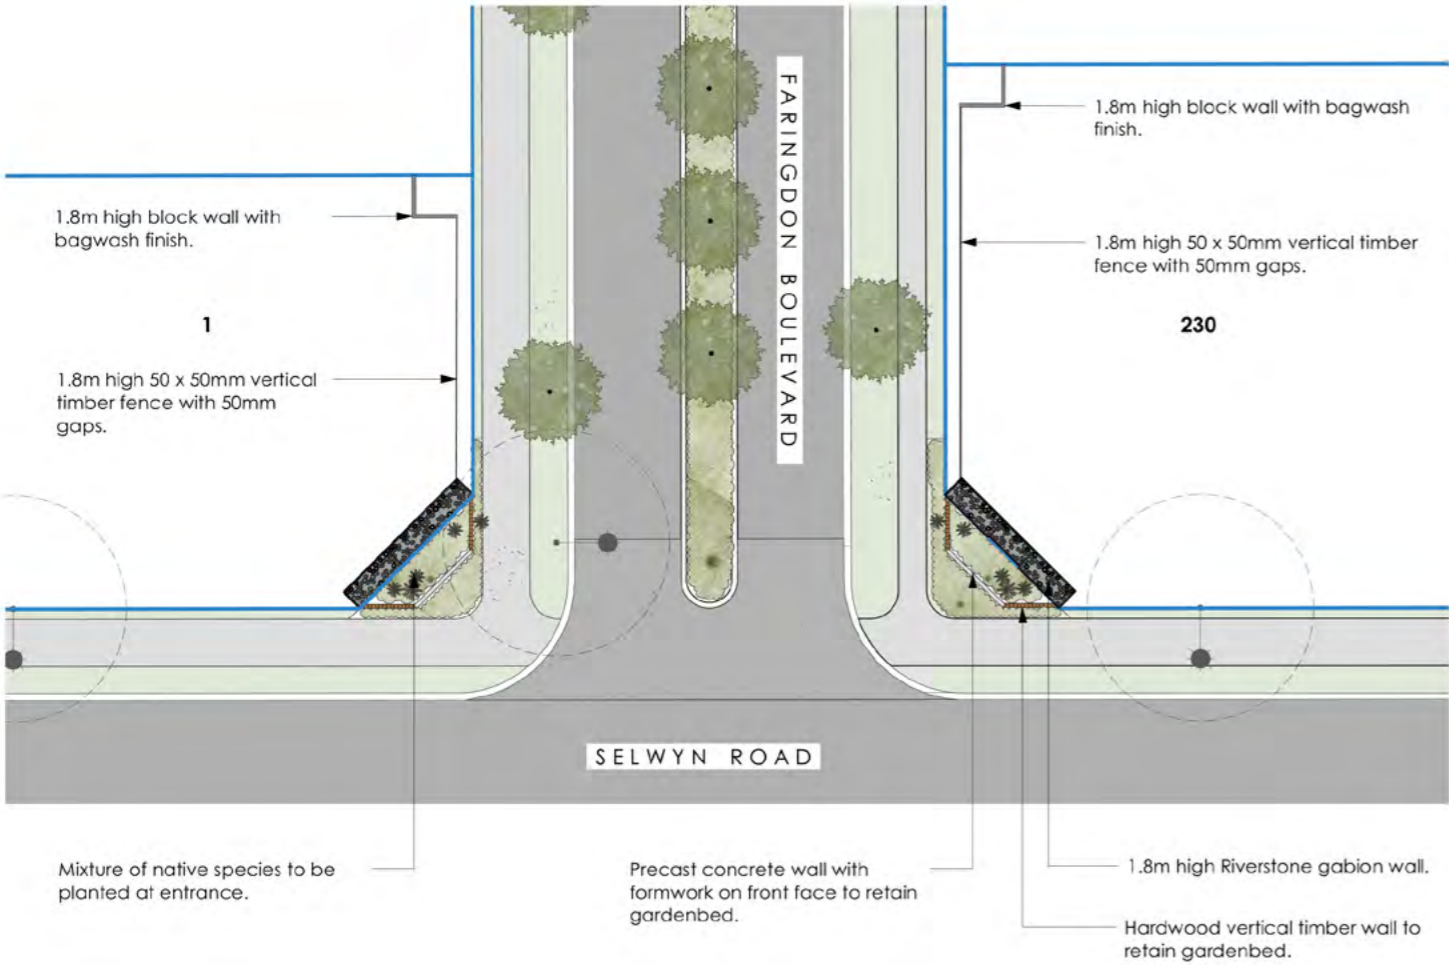 1.8m high block wall with bagwash
finish.
1.8m high block wall with
bagwash finish.
FARINGDON BOULEVARD
1.8m high 50 x 50mm vertical timber
fence with 50mm gaps.
1
230
1.8m high 50 x 50mm vertical
timber fence with 50mm
gaps.
SELWYN ROAD
Mixture of native species to be
planted at entrance.
Precast concrete wall with
formwork on front face to retain
gardenbed.
1.8m high Riverstone gabion wall.
Hardwood vertical timber wall to
retain gardenbed.